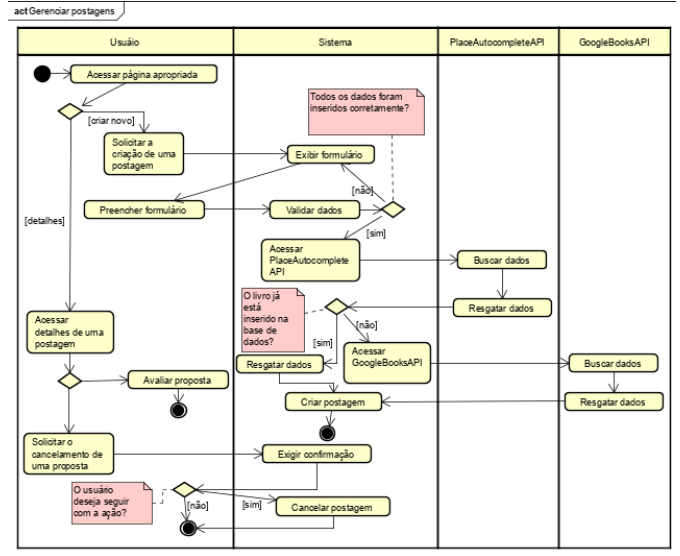 act Gerenciar postagens
Usuáio
Sistema
PlaceAutocompleteAPI
GoogleBooksAPI
Acessar página apropriada
Todos os dados foram
inseridos corretamente?
[criar novo]
Solicitar a
criação de uma
postagem
Exibir formulário
[não]
Preencher formulário
Validar dados
[detalhes]
[sim]
Acessar
PlaceAutocomplete
API
Buscar dados
O livro já
está
inserido na
base de
dados?
Resgatar dados
Acessar
detalhes de uma
postagem
[não]
[sim]
Acessar
GoogleBooksAPI
Resgatar dados
Buscar dados
Avaliar proposta
Criar postagem
Resgatar dados
Solicitar o
cancelamento de
uma proposta
Exigir confirmação
O usuário
deseja seguir
com a ação?
[não]
[sim]
Cancelar postagem